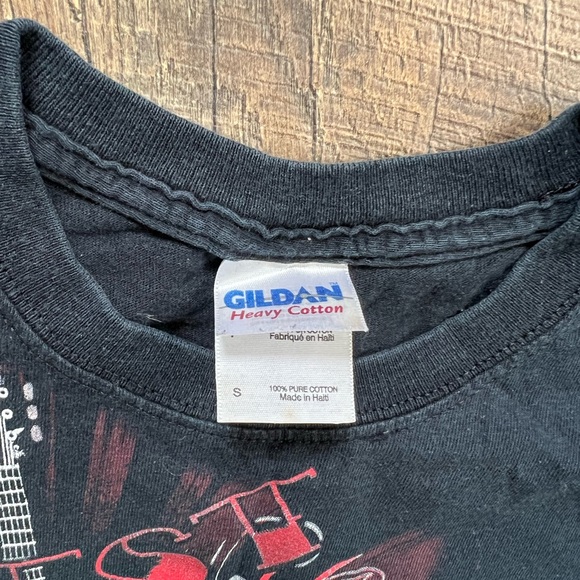 GILDAN
Heavy Cotton
Fabriqué en Haïti
S
100% PURE COTTON
Made in Haiti